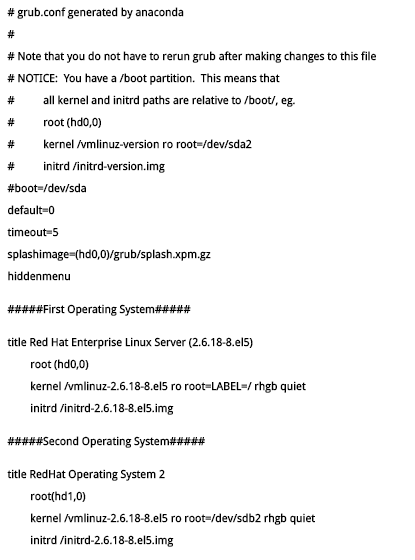 # grub.conf generated by anaconda
#
# Note that you do not have to rerun grub after making changes to this file
# NOTICE:  You have a /boot partition.  This means that
#          all kernel and initrd paths are relative to /boot/, eg.
#          root (hd0,0)
#          kernel /vmlinuz-version ro root=/dev/sda2
#          initrd /initrd-version.img
#boot=/dev/sda
default=0
timeout=5
splashimage=(hd0,0)/grub/splash.xpm.gz
hiddenmenu
#####First Operating System#####
title Red Hat Enterprise Linux Server (2.6.18-8.el5)
root (hd0,0)
kernel /vmlinuz-2.6.18-8.el5 ro root=LABEL=/ rhgb quiet
initrd /initrd-2.6.18-8.el5.img
#####Second Operating System#####
title RedHat Operating System 2
root(hd1,0)
kernel /vmlinuz-2.6.18-8.el5 ro root=/dev/sdb2 rhgb quiet
initrd /initrd-2.6.18-8.el5.img